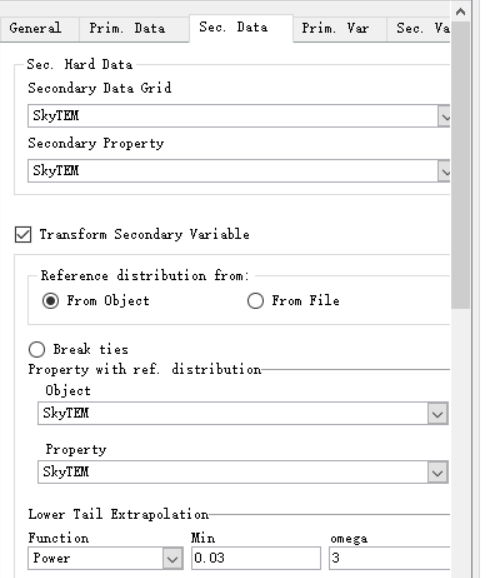 General Prim. Data Sec. Data Prim. Var Sec. Va
Sec. Hard Data
Secondary Data Grid
SkyTEM
Secondary Property
SkyTEM
Transform Secondary Variable
Reference distribution from:
From Object From File
Break ties
Property with ref. distribution
Object
SkyTEM
Property
SkyTEM
Lower Tail Extrapolation
Function Min omega
Power 0.03 3